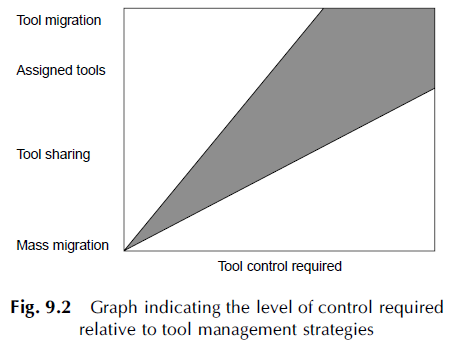 Tool migration
Assigned tools
Tool sharing
Mass migration
Tool control required
Fig. 9.2 Graph indicating the level of control required
relative to tool management strategies